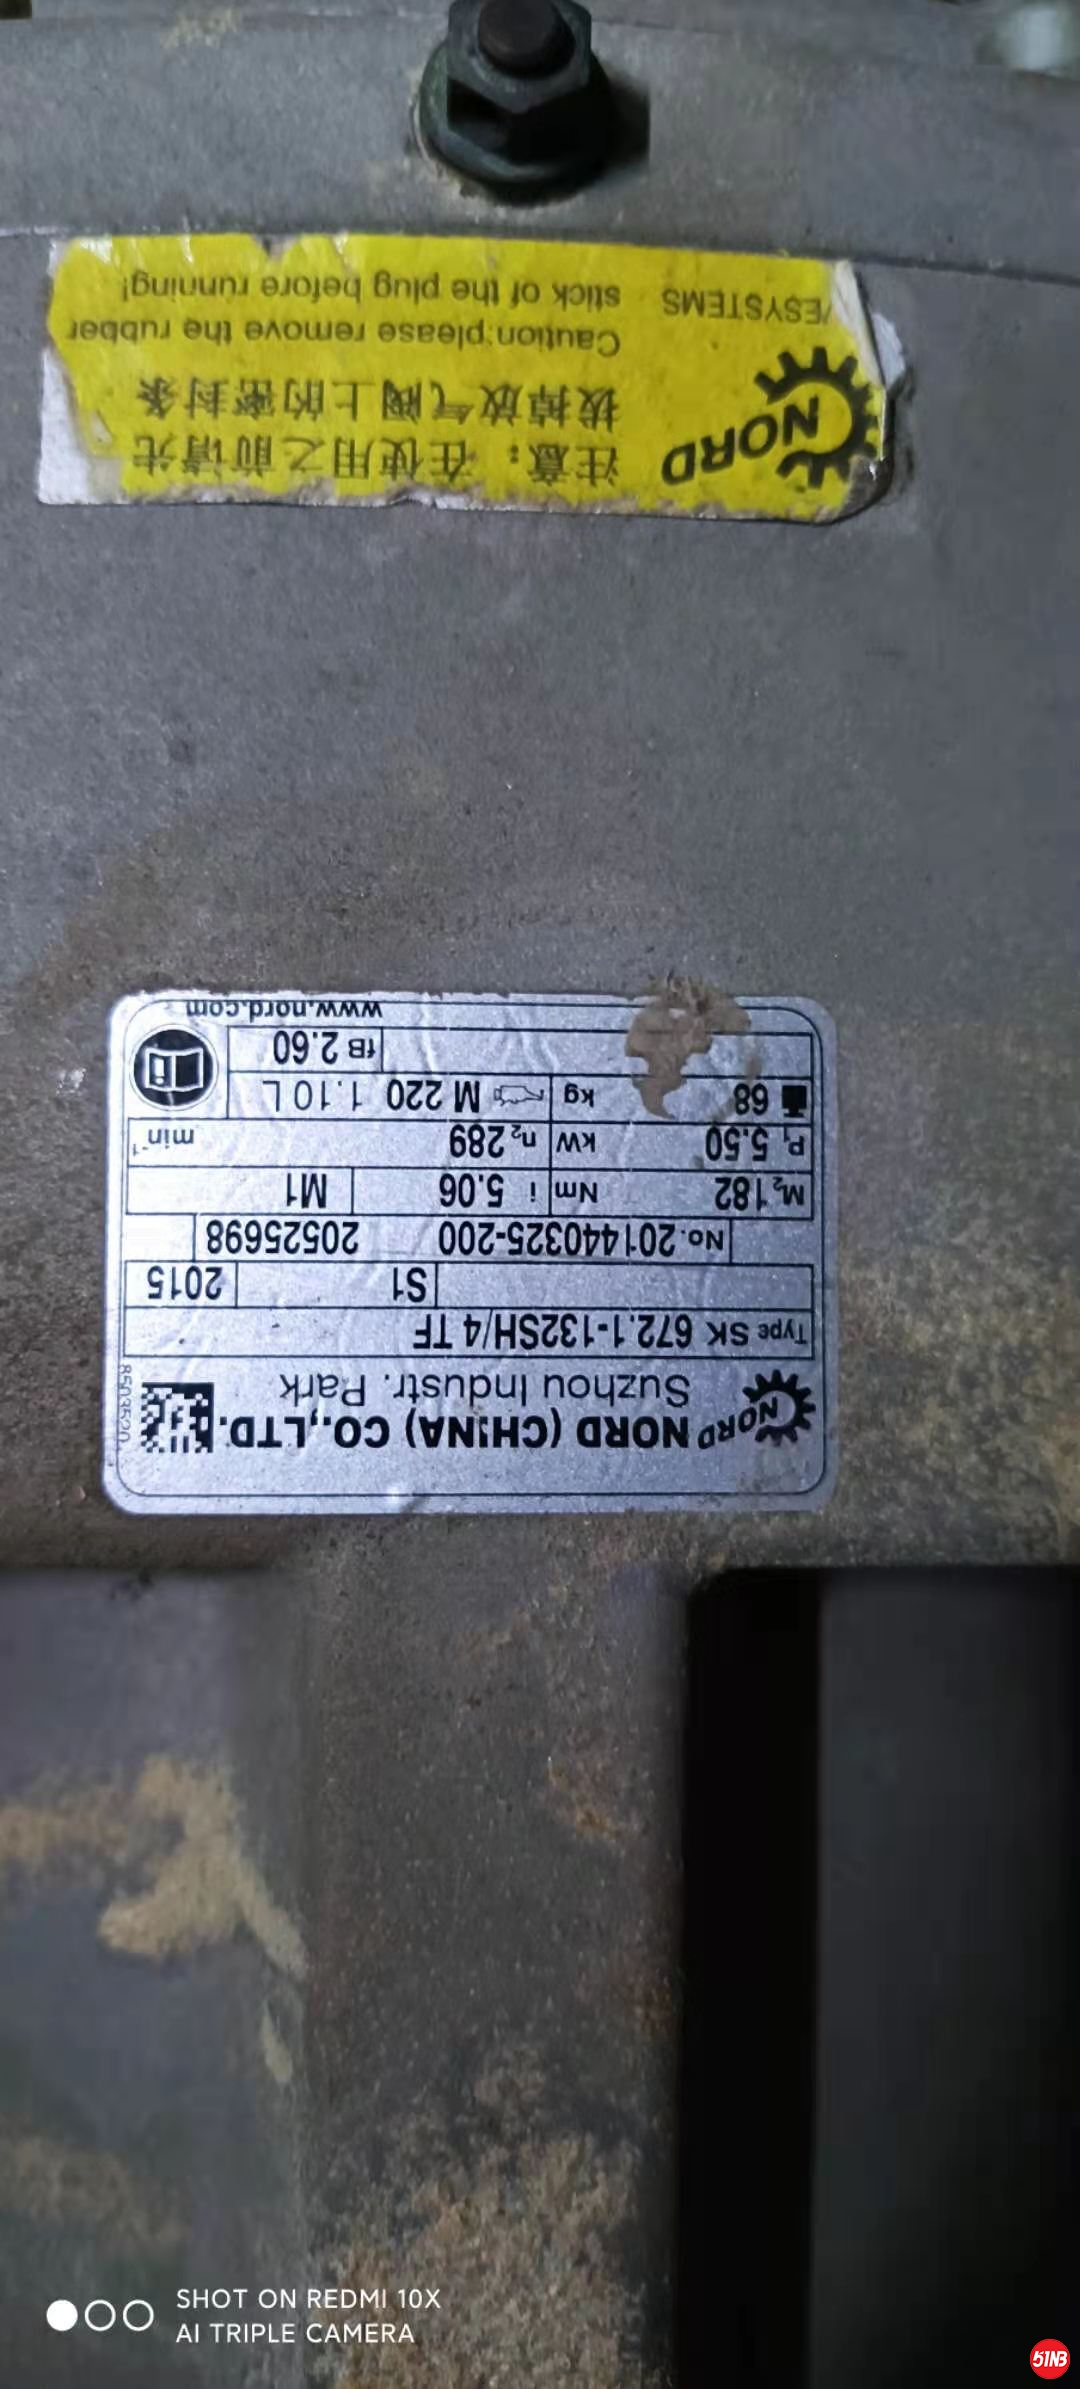 NORD
ESYSTEMS
注意：在使用之前请先
拔掉放气阀上的密封条
Caution:please remove the rubber
stick of the plug before running!
NORD
NORD (CHINA) CO.,LTD.
Suzhou Industr. Park
8503520
Type SK 672.1-132SH/4 TF
S1 2015
No. 201440325-200 20525698
M₂ 182 Nm i 5.06 M1
P₁ 5.50 kW n₂ 289 min⁻¹
68 kg M 220 1.10 L
fB 2.60
www.nord.com
SHOT ON REDMI 10X
AI TRIPLE CAMERA
51NB